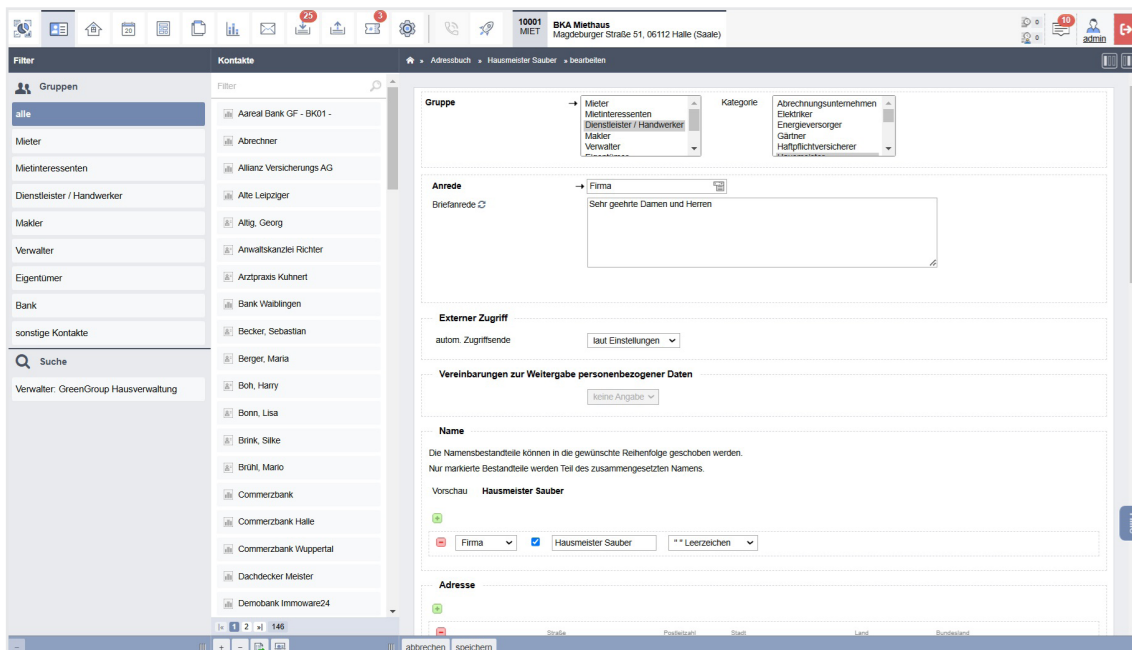 25
3
10001
MIET
BKA Miethaus
Magdeburger Straße 51, 06112 Halle (Saale)
0
0
10
admin
20
Filter
Kontakte
» Adressbuch » Hausmeister Sauber » bearbeiten
Gruppen
alle
Mieter
Mietinteressenten
Dienstleister / Handwerker
Makler
Verwalter
Eigentümer
Bank
sonstige Kontakte
Suche
Verwalter: GreenGroup Hausverwaltung
Filter
Aareal Bank GF - BK01 -
Abrechner
Allianz Versicherungs AG
Alte Leipziger
Altig, Georg
Anwaltskanzlei Richter
Arztpraxis Kuhnert
Bank Waiblingen
Becker, Sebastian
Berger, Maria
Boh, Harry
Bonn, Lisa
Brink, Silke
Brühl, Mario
Commerzbank
Commerzbank Halle
Commerzbank Wuppertal
Dachdecker Meister
Demobank Immoware24
1 2 146
Gruppe
Mieter
Mietinteressenten
Dienstleister / Handwerker
Makler
Verwalter
Eigentümer
Kategorie
Abrechnungsunternehmen
Elektriker
Energieversorger
Gärtner
Haftpflichtversicherer
Hausmeister
Anrede
Firma
Briefanrede
Sehr geehrte Damen und Herren
Externer Zugriff
autom. Zugriffsende
laut Einstellungen
Vereinbarungen zur Weitergabe personenbezogener Daten
keine Angabe
Name
Die Namensbestandteile können in die gewünschte Reihenfolge geschoben werden.
Nur markierte Bestandteile werden Teil des zusammengesetzten Namens.
Vorschau Hausmeister Sauber
Firma
Hausmeister Sauber
" " Leerzeichen
Adresse
Straße Postleitzahl Stadt Land Bundesland
abbrechen speichern